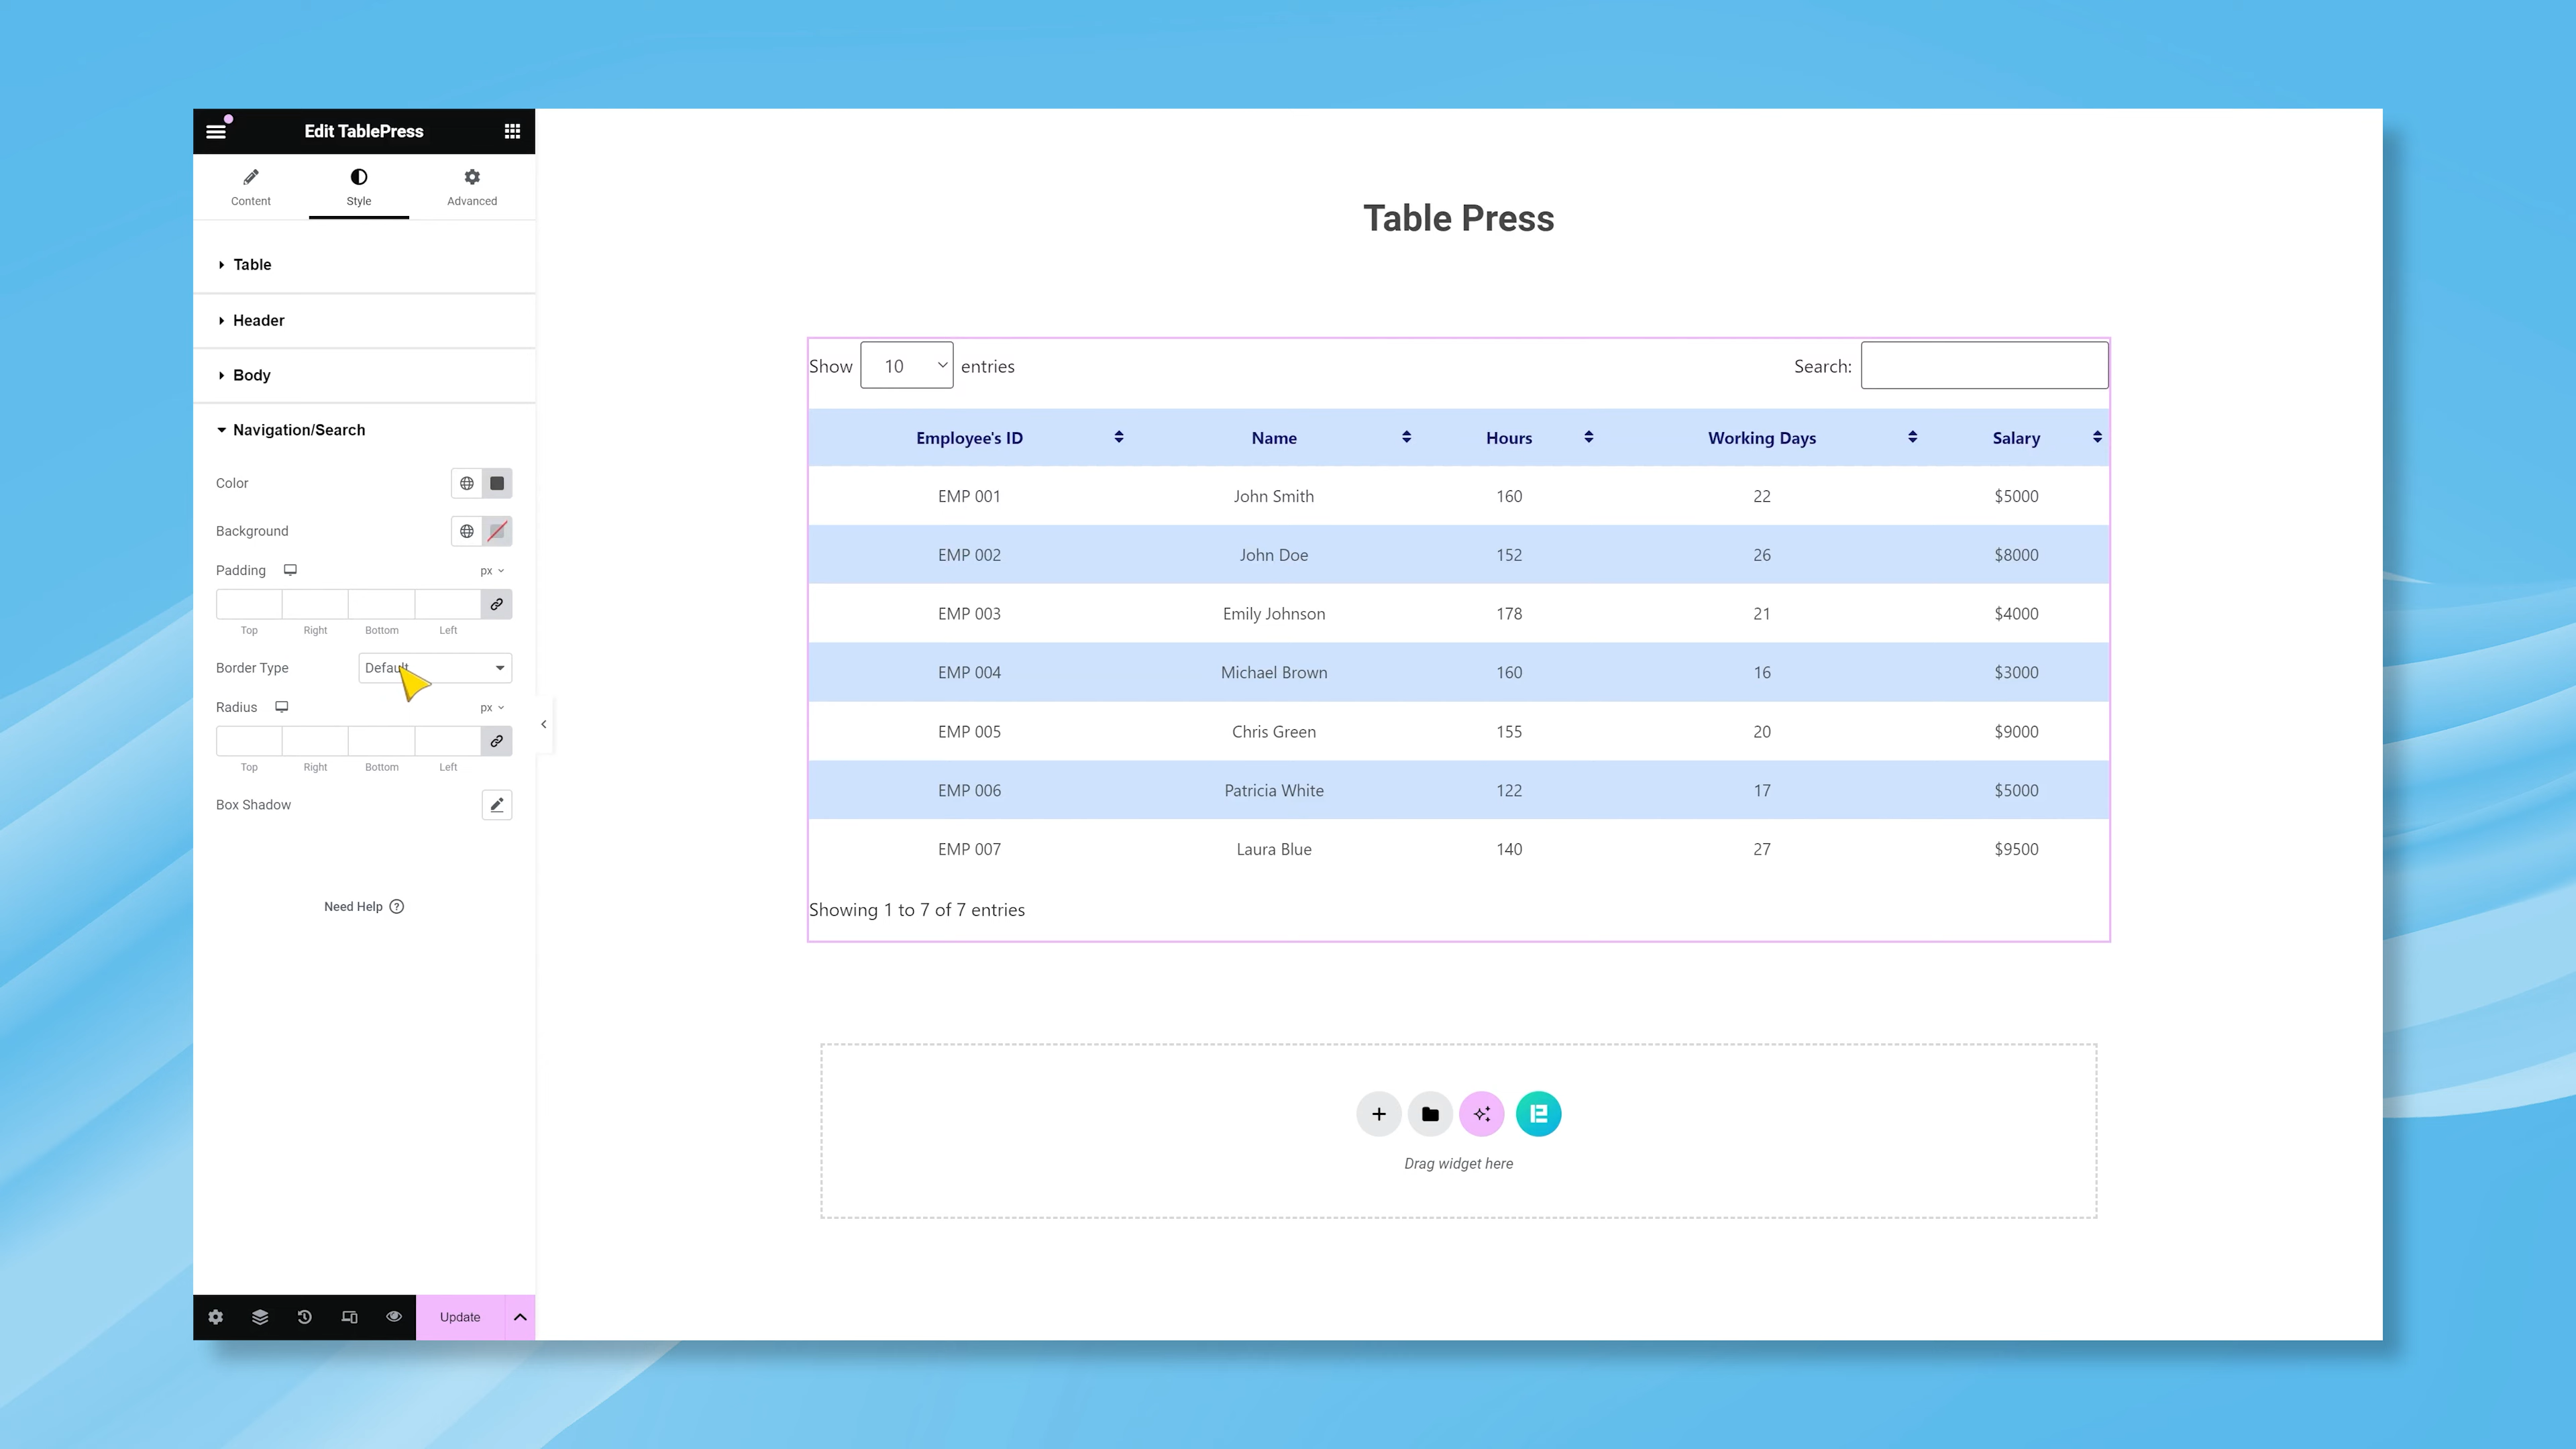 Edit TablePress
Content Style Advanced
Table
Header
Body
Navigation/Search
Color
Background
Padding px
Top Right Bottom Left
Border Type Default
Radius px
Top Right Bottom Left
Box Shadow
Need Help ?
Update
Table Press
Show 10 entries Search:
Employee's ID Name Hours Working Days Salary
EMP 001 John Smith 160 22 $5000
EMP 002 John Doe 152 26 $8000
EMP 003 Emily Johnson 178 21 $4000
EMP 004 Michael Brown 160 16 $3000
EMP 005 Chris Green 155 20 $9000
EMP 006 Patricia White 122 17 $5000
EMP 007 Laura Blue 140 27 $9500
Showing 1 to 7 of 7 entries
Drag widget here